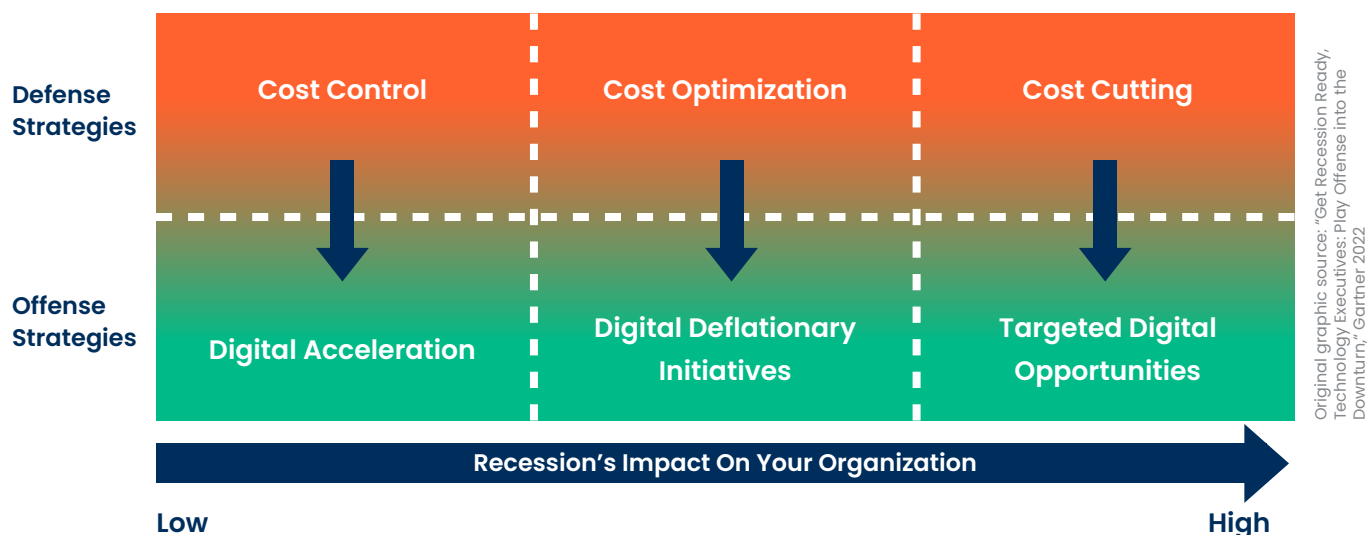 Defense
Strategies
Cost Control
Cost Optimization
Cost Cutting
Offense
Strategies
Digital Acceleration
Digital Deflationary
Initiatives
Targeted Digital
Opportunities
Recession’s Impact On Your Organization
Low
High
Original graphic source: “Get Recession Ready,
Technology Executives: Play Offense into the
Downturn,” Gartner 2022